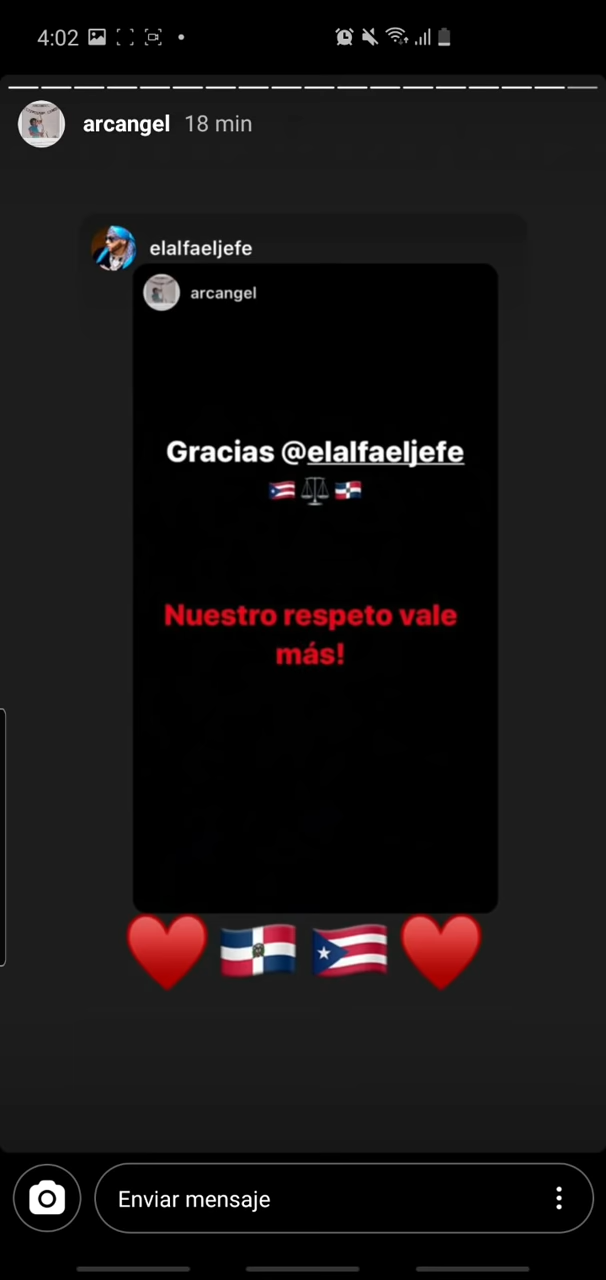 4:02
arcangel 18 min
elalfaeljefe
arcangel
Gracias @elalfaeljefe
🇵🇷⚖️🇩🇴
Nuestro respeto vale
más!
❤️🇩🇴🇵🇷❤️
Enviar mensaje